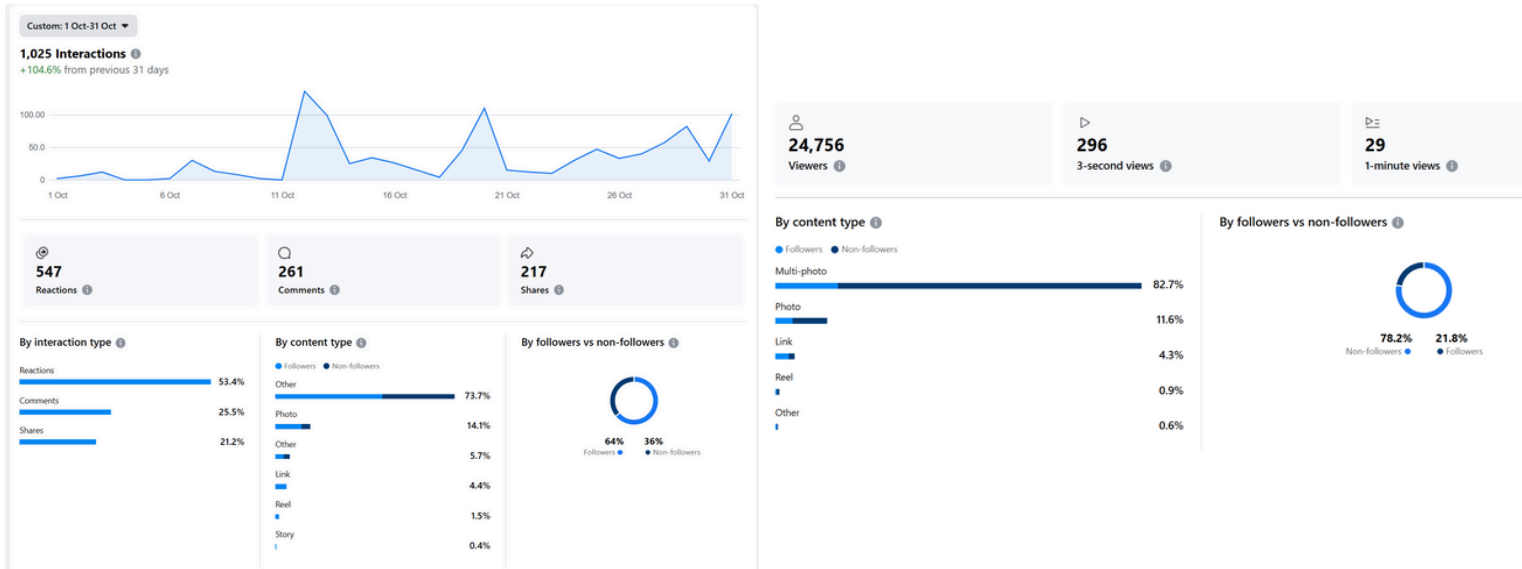 Custom: 1 Oct-31 Oct
1,025 Interactions
+104.6% from previous 31 days
100.00
50.0
0
1 Oct 6 Oct 11 Oct 16 Oct 21 Oct 26 Oct 31 Oct
547
Reactions
261
Comments
217
Shares
By interaction type
Reactions
53.4%
Comments
25.5%
Shares
21.2%
By content type
Followers Non-followers
Other
73.7%
Photo
14.1%
Other
5.7%
Link
4.4%
Reel
1.5%
Story
0.4%
By followers vs non-followers
64% 36%
Followers Non-followers
24,756
Viewers
296
3-second views
29
1-minute views
By content type
Followers Non-followers
Multi-photo
82.7%
Photo
11.6%
Link
4.3%
Reel
0.9%
Other
0.6%
By followers vs non-followers
78.2% 21.8%
Non-followers Followers